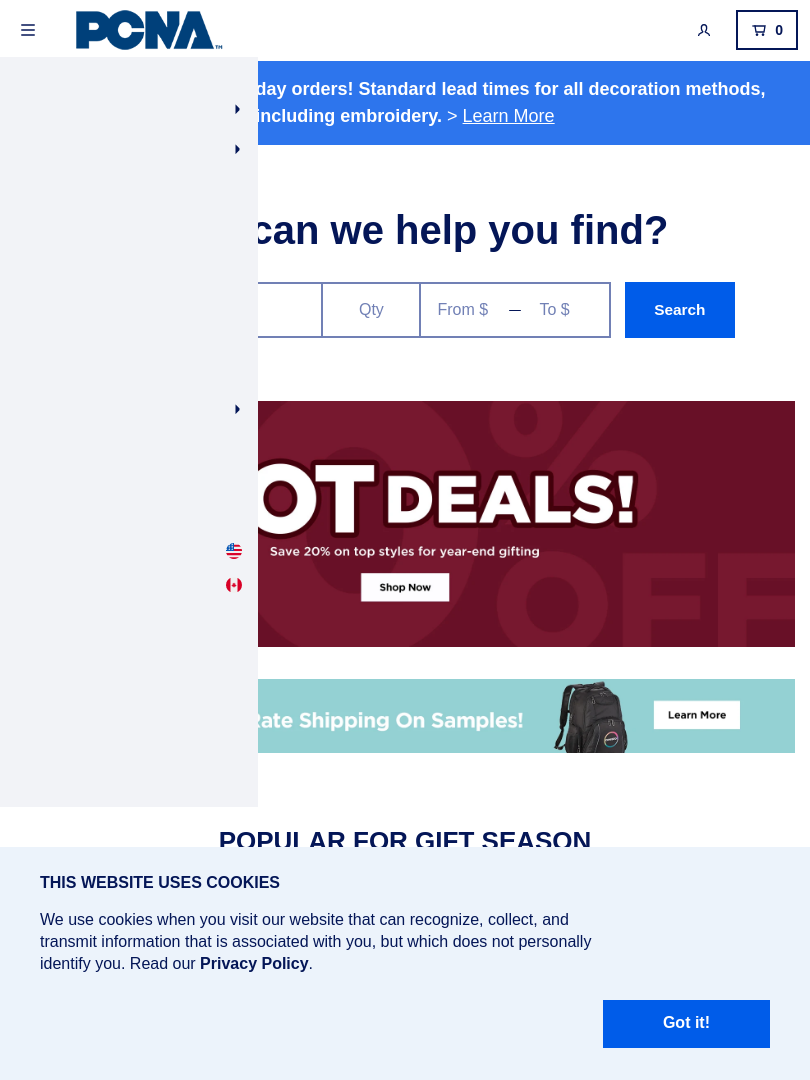 PCNA™
0
day orders! Standard lead times for all decoration methods,
including embroidery. > Learn More
can we help you find?
Qty
From $ — To $
Search
OT DEALS!
0%
OFF
Save 20% on top styles for year-end gifting
Shop Now
Rate Shipping On Samples!
Learn More
POPULAR FOR GIFT SEASON
THIS WEBSITE USES COOKIES
We use cookies when you visit our website that can recognize, collect, and
transmit information that is associated with you, but which does not personally
identify you. Read our Privacy Policy.
Got it!